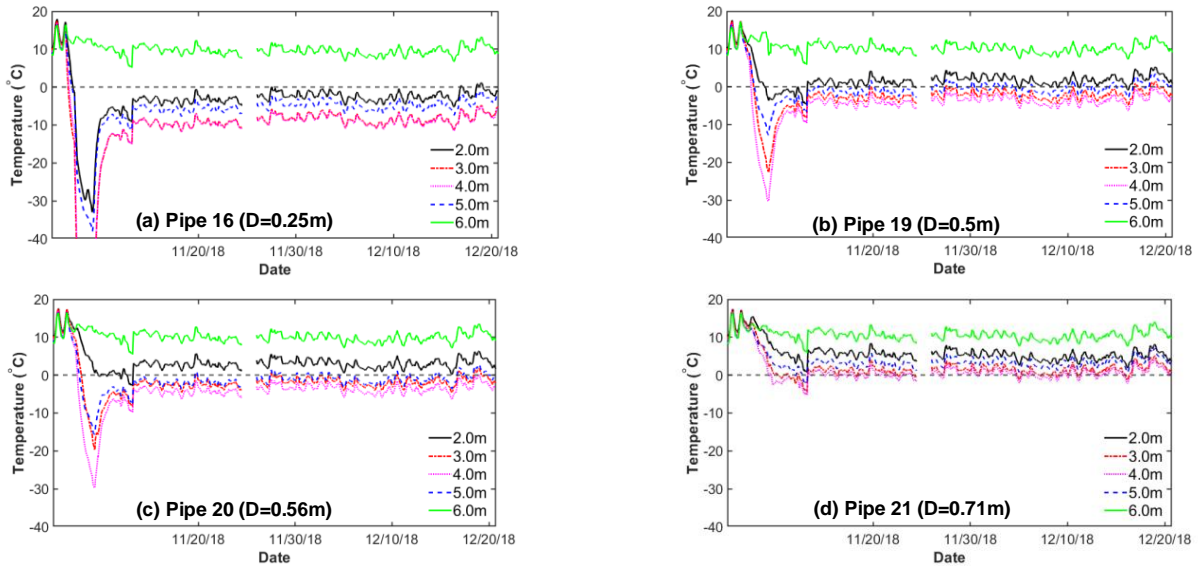 20
10
0
-10
-20
-30
-40
Temperature (°C)
2.0m
3.0m
4.0m
5.0m
6.0m
(a) Pipe 16 (D=0.25m)
11/20/18
11/30/18
12/10/18
12/20/18
Date
20
10
0
-10
-20
-30
-40
Temperature (°C)
2.0m
3.0m
4.0m
5.0m
6.0m
(b) Pipe 19 (D=0.5m)
11/20/18
11/30/18
12/10/18
12/20/18
Date
20
10
0
-10
-20
-30
-40
Temperature (°C)
2.0m
3.0m
4.0m
5.0m
6.0m
(c) Pipe 20 (D=0.56m)
11/20/18
11/30/18
12/10/18
12/20/18
Date
20
10
0
-10
-20
-30
-40
Temperature (°C)
2.0m
3.0m
4.0m
5.0m
6.0m
(d) Pipe 21 (D=0.71m)
11/20/18
11/30/18
12/10/18
12/20/18
Date